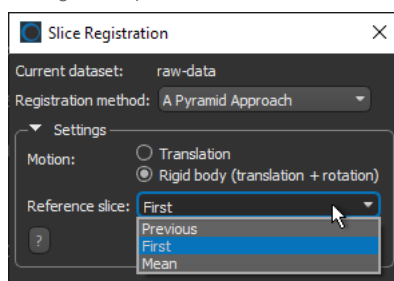 Slice Registration
Current dataset: raw-data
Registration method: A Pyramid Approach
Settings
Motion: Translation
Rigid body (translation + rotation)
Reference slice: First
Previous
First
Mean
?